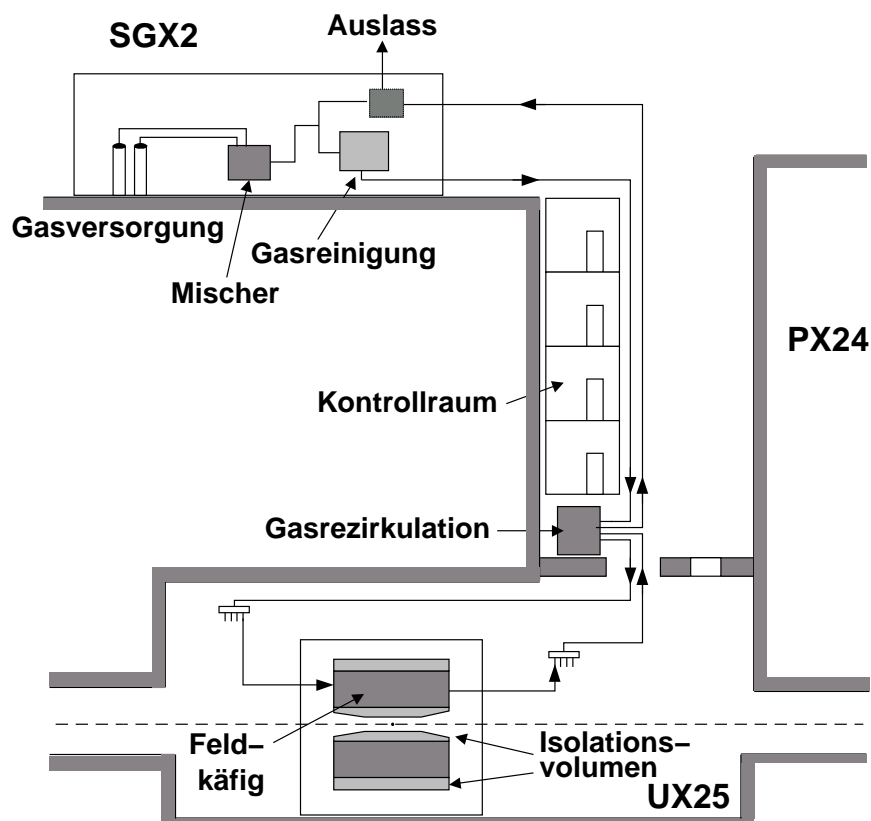 SGX2
Auslass
Gasversorgung
Gasreinigung
Mischer
PX24
Kontrollraum
Gasrezirkulation
Feld–
käfig
Isolations–
volumen
UX25